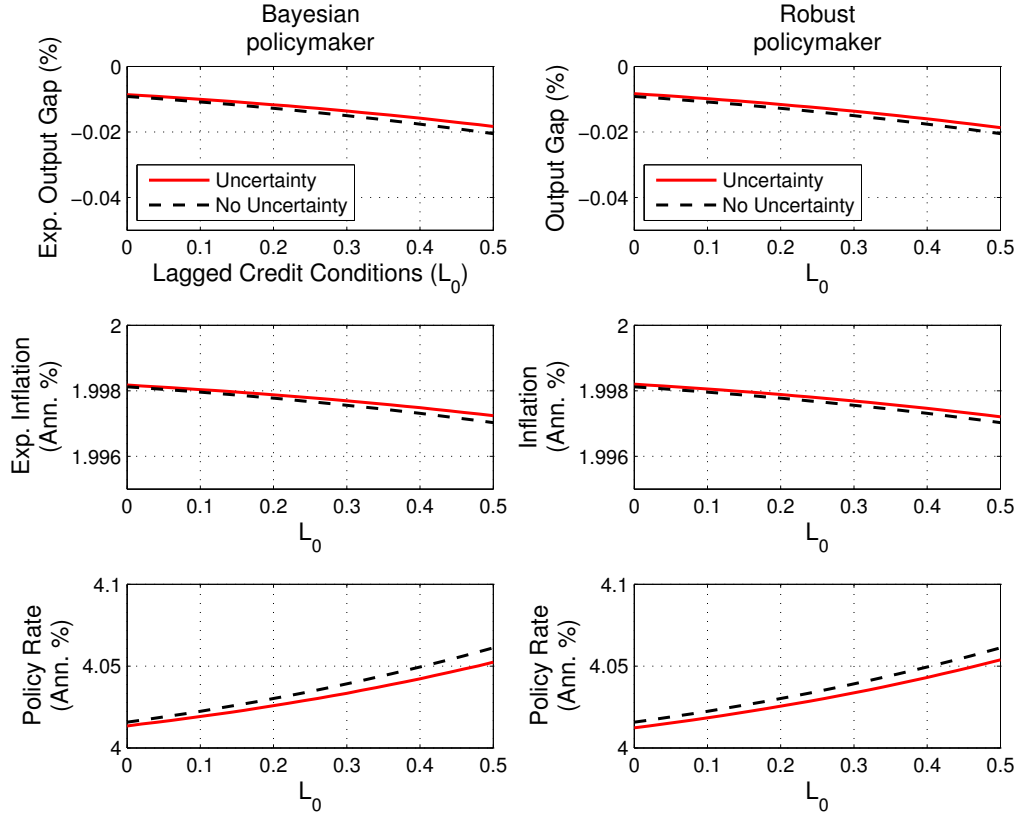 Bayesian
policymaker
Robust
policymaker
Exp. Output Gap (%)
0
−0.02
−0.04
Uncertainty
No Uncertainty
0 0.1 0.2 0.3 0.4 0.5
Lagged Credit Conditions (L0)
Output Gap (%)
0
−0.02
−0.04
Uncertainty
No Uncertainty
0 0.1 0.2 0.3 0.4 0.5
L0
Exp. Inflation
(Ann. %)
2
1.998
1.996
0 0.1 0.2 0.3 0.4 0.5
L0
Inflation
(Ann. %)
2
1.998
1.996
0 0.1 0.2 0.3 0.4 0.5
L0
Policy Rate
(Ann. %)
4.1
4.05
4
0 0.1 0.2 0.3 0.4 0.5
L0
Policy Rate
(Ann. %)
4.1
4.05
4
0 0.1 0.2 0.3 0.4 0.5
L0